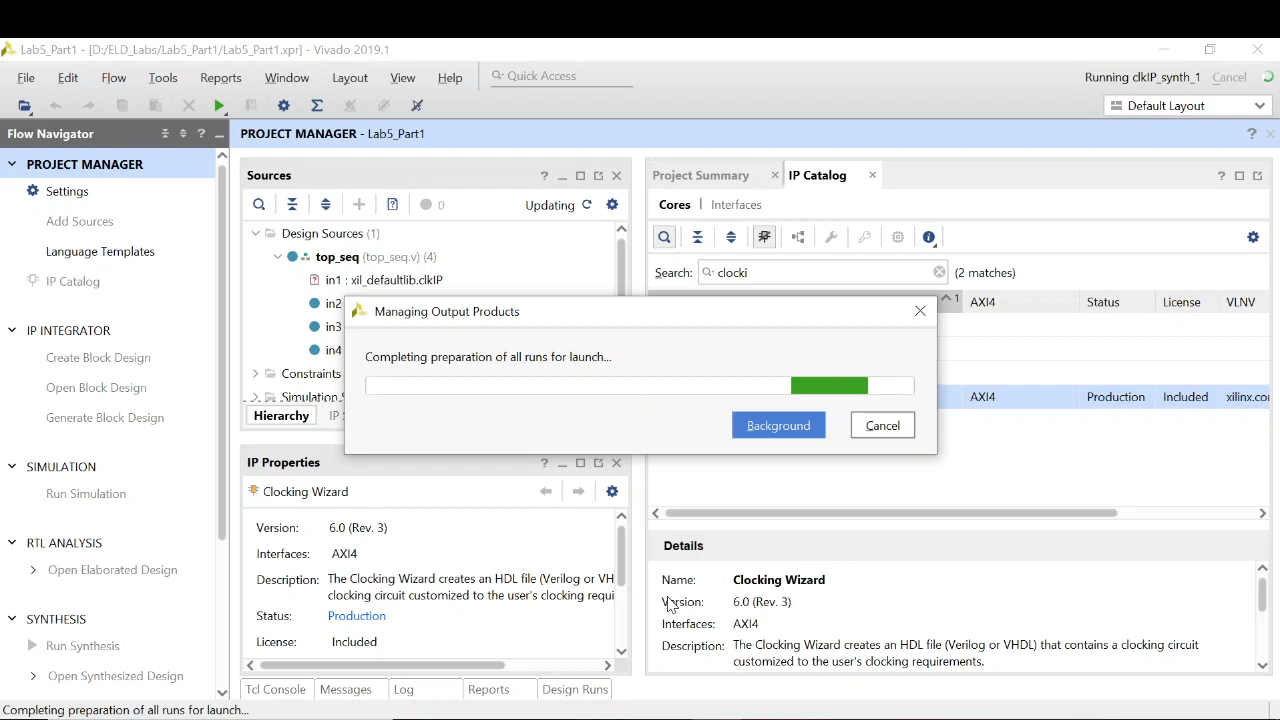 Lab5_Part1 - [D:/ELD_Labs/Lab5_Part1/Lab5_Part1.xpr] - Vivado 2019.1
File Edit Flow Tools Reports Window Layout View Help Quick Access
Running clkIP_synth_1 Cancel
Default Layout
Flow Navigator
PROJECT MANAGER - Lab5_Part1
PROJECT MANAGER
Settings
Add Sources
Language Templates
IP Catalog
IP INTEGRATOR
Create Block Design
Open Block Design
Generate Block Design
SIMULATION
Run Simulation
RTL ANALYSIS
Open Elaborated Design
SYNTHESIS
Run Synthesis
Open Synthesized Design
Sources
0 Updating
Design Sources (1)
top_seq (top_seq.v) (4)
in1 : xil_defaultlib.clkIP
in2
in3
in4
Constraints
Simulation
Hierarchy IP
Managing Output Products
Completing preparation of all runs for launch...
Background Cancel
IP Properties
Clocking Wizard
Version: 6.0 (Rev. 3)
Interfaces: AXI4
Description: The Clocking Wizard creates an HDL file (Verilog or VH
clocking circuit customized to the user's clocking requi
Status: Production
License: Included
Tcl Console Messages Log Reports Design Runs
Project Summary IP Catalog
Cores | Interfaces
Search: clocki (2 matches)
1 AXI4 Status License VLNV
AXI4 Production Included xilinx.co
Details
Name: Clocking Wizard
Version: 6.0 (Rev. 3)
Interfaces: AXI4
Description: The Clocking Wizard creates an HDL file (Verilog or VHDL) that contains a clocking circuit
customized to the user's clocking requirements.
Completing preparation of all runs for launch...